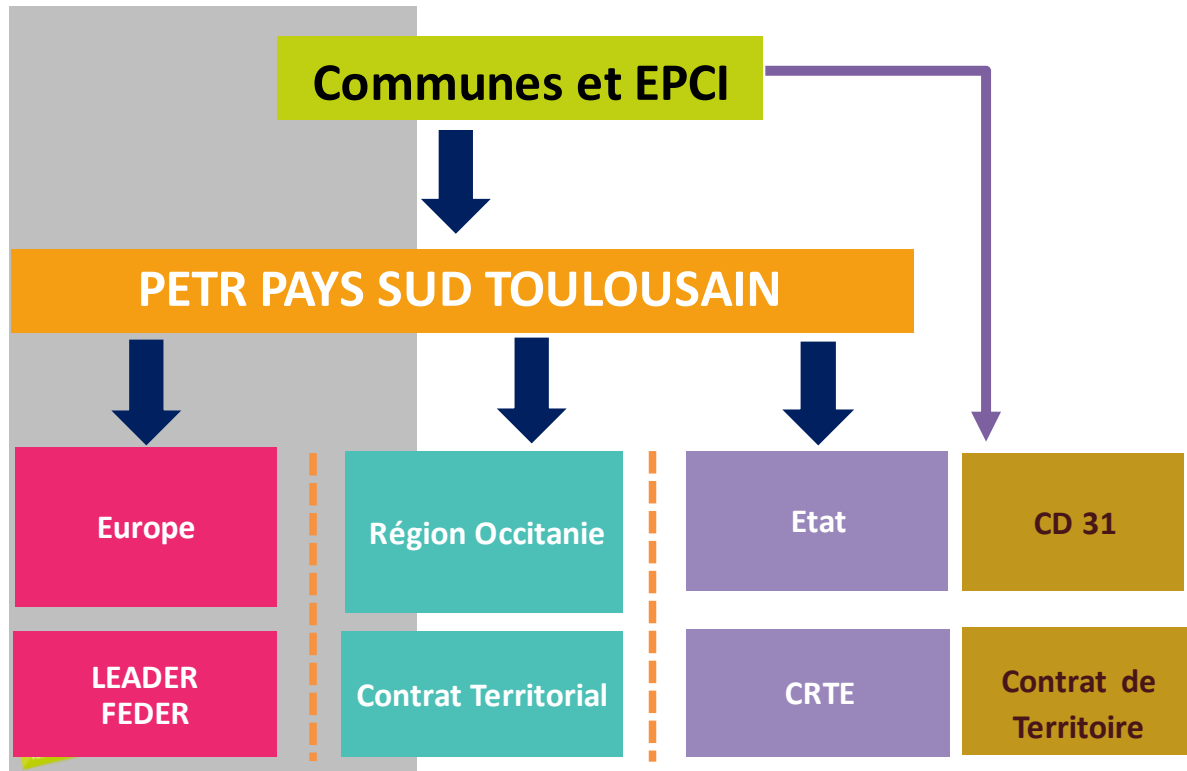 Communes et EPCI
PETR PAYS SUD TOULOUSAIN
Europe
Région Occitanie
Etat
CD 31
LEADER
FEDER
Contrat Territorial
CRTE
Contrat de
Territoire